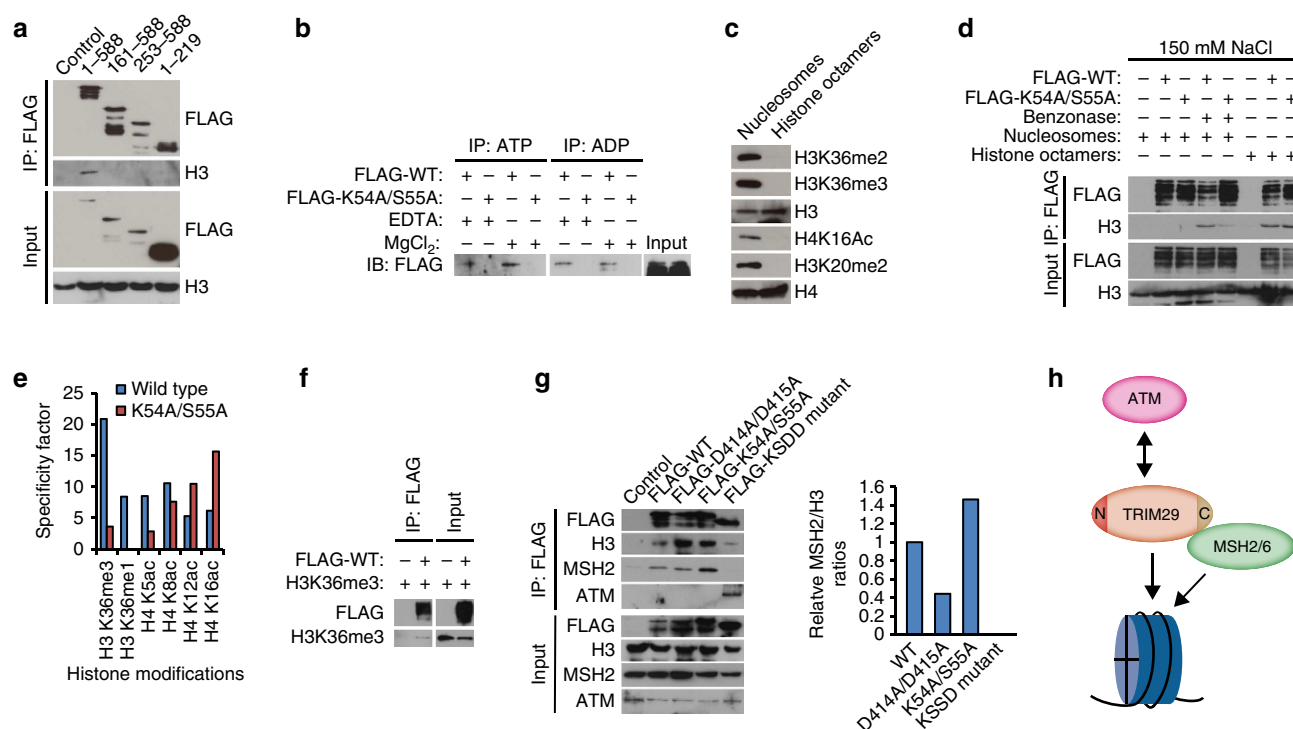 a
Control
1–588
161–588
253–588
1–219
IP: FLAG
FLAG
H3
Input
FLAG
H3
b
IP: ATP IP: ADP
FLAG-WT: + – + – + – + –
FLAG-K54A/S55A: – + – + – + – +
EDTA: + + – – + + – –
MgCl2: – – + + – – + + Input
IB: FLAG
c
Nucleosomes
Histone octamers
H3K36me2
H3K36me3
H3
H4K16Ac
H3K20me2
H4
d
150 mM NaCl
FLAG-WT: – + – + – – + –
FLAG-K54A/S55A: – – + – + – – +
Benzonase: – – – + + – – –
Nucleosomes: + + + + + – – –
Histone octamers: – – – – – + + +
IP: FLAG
FLAG
H3
Input
FLAG
H3
e
Wild type
K54A/S55A
Specificity factor
25
20
15
10
5
0
H3 K36me3
H3 K36me1
H4 K5ac
H4 K8ac
H4 K12ac
H4 K16ac
Histone modifications
f
IP: FLAG
Input
FLAG-WT: – + – +
H3K36me3: + + + +
FLAG
H3K36me3
g
Control
FLAG-WT
FLAG-D414A/D415A
FLAG-K54A/S55A
FLAG-KSDD mutant
IP: FLAG
FLAG
H3
MSH2
ATM
Input
FLAG
H3
MSH2
ATM
Relatve MSH2/H3
ratios
1.6
1.4
1.2
1
0.8
0.6
0.4
0.2
0
WT
D414A/D415A
K54A/S55A
KSSD mutant
h
ATM
N TRIM29 C
MSH2/6